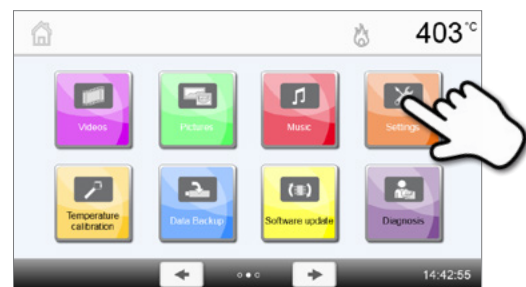 403 °C
Videos
Pictures
Music
Settings
Temperature
calibration
Data Backup
Software update
Diagnosis
14:42:55